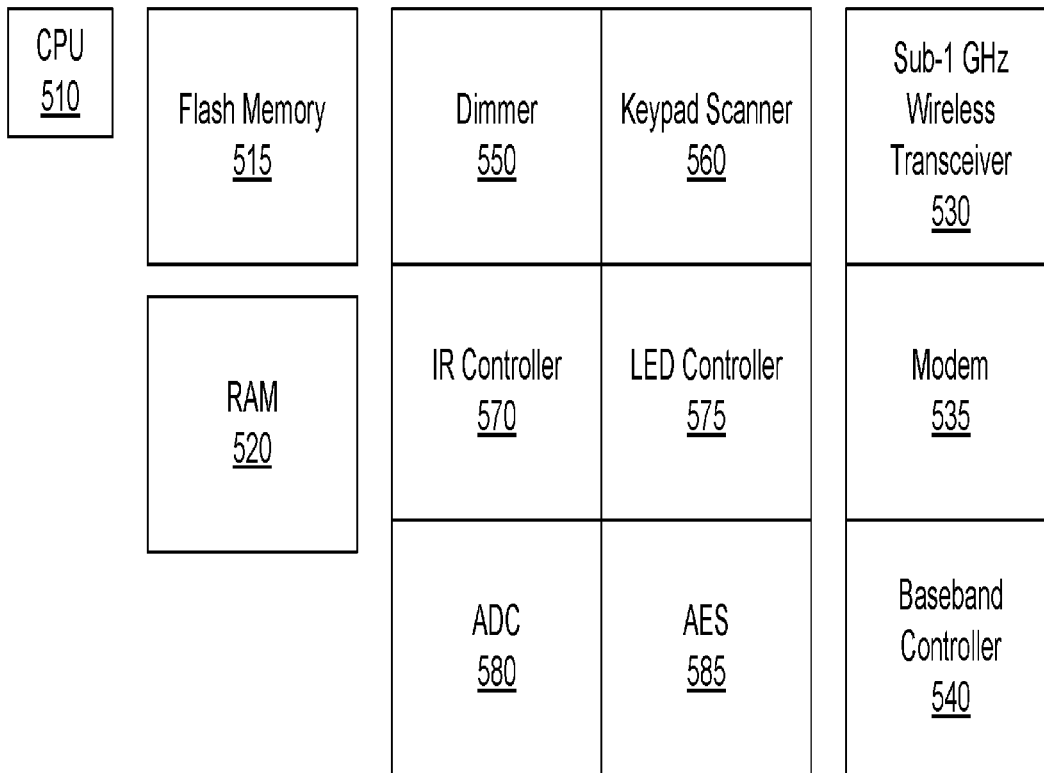 CPU
510
Flash Memory
515
Dimmer
550
Keypad Scanner
560
Sub-1 GHz
Wireless
Transceiver
530
RAM
520
IR Controller
570
LED Controller
575
Modem
535
ADC
580
AES
585
Baseband
Controller
540